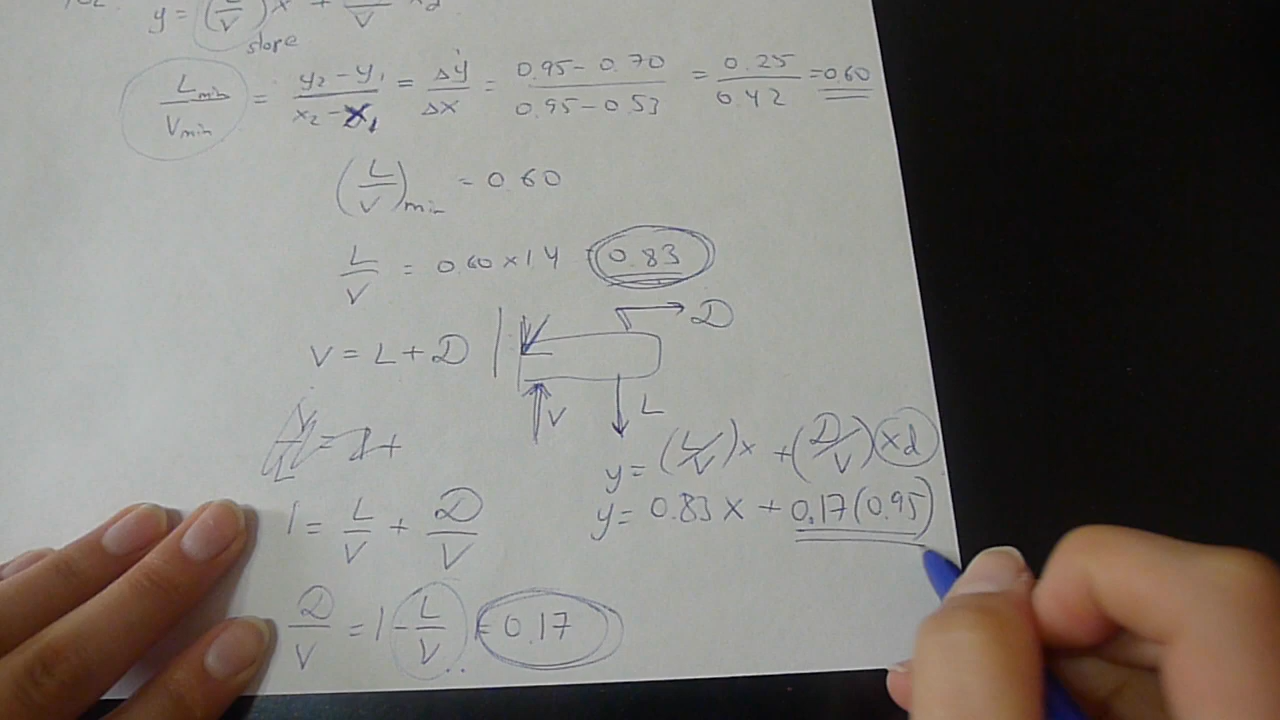 y = (L/V) x + /V xd
slope
Lmin/Vmin = y2 - y1/x2 - x1 = Δy/Δx = 0.95 - 0.70/0.95 - 0.53 = 0.25/0.42 = 0.60
(L/V)min = 0.60
L/V = 0.60 x 1.4 = 0.83
V = L + D
D
V
L
y = (L/V)x + (D/V)xd
y = 0.83x + 0.17(0.95)
1 = L/V + D/V
D/V = 1 - L/V = 0.17